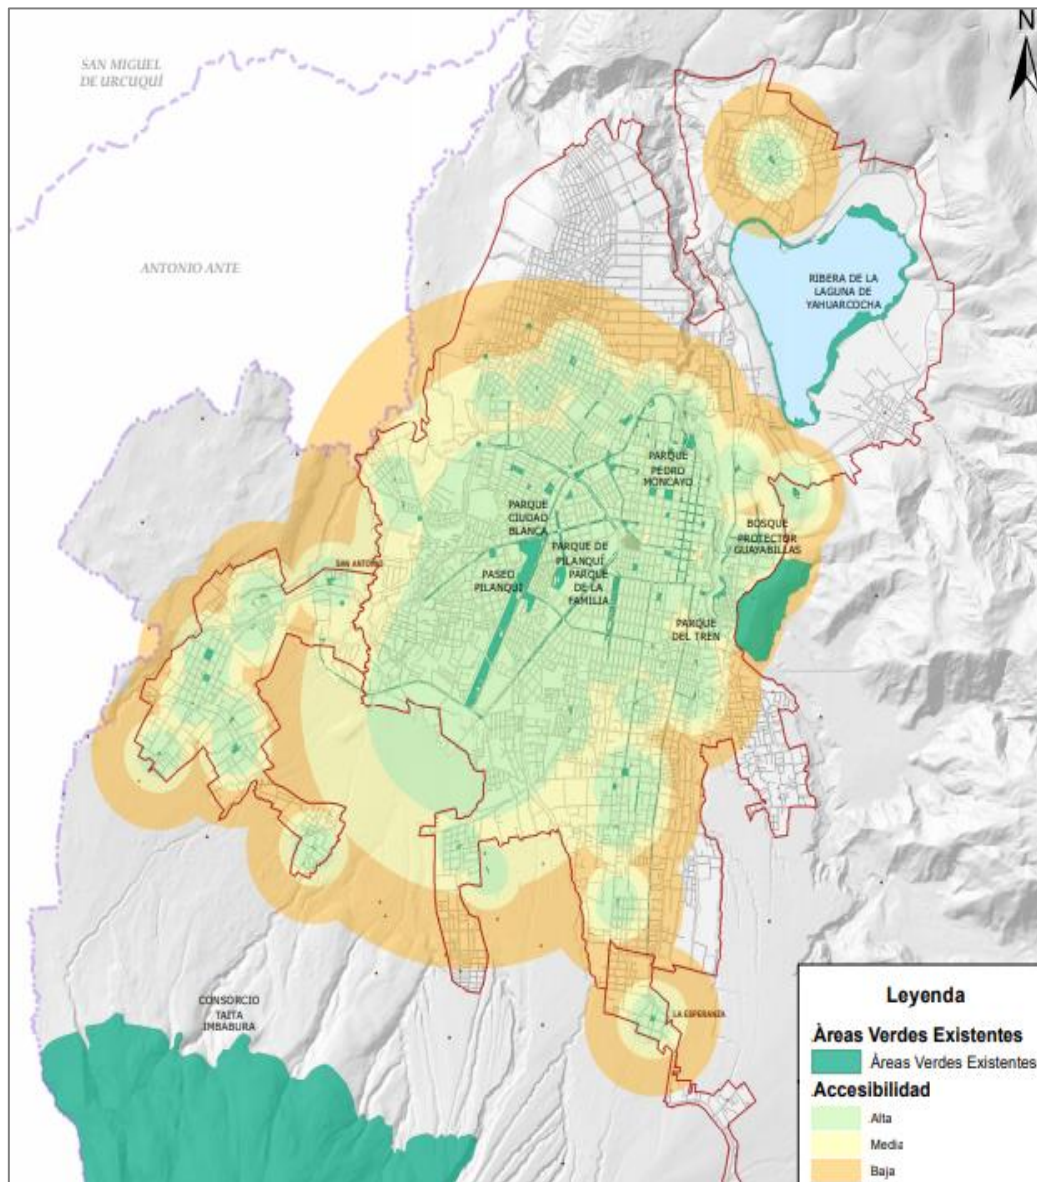 N
SAN MIGUEL
DE URCUQUÍ
ANTONIO ANTE
RIBERA DE LA
LAGUNA DE
YAHUARCOCHA
PARQUE
PEDRO
MONCAYO
PARQUE
CIUDAD
BLANCA
BOSQUE
PROTECTOR
GUAYABILLAS
PARQUE DE
PILANQUÍ
PARQUE
DE LA
FAMILIA
PASEO
PILANQUÍ
SAN ANTONIO
PARQUE
DEL TREN
CONSORCIO
TAITA
IMBABURA
LA ESPERANZA
Leyenda
Àreas Verdes Existentes
Àreas Verdes Existentes
Accesibilidad
Alta
Media
Baja